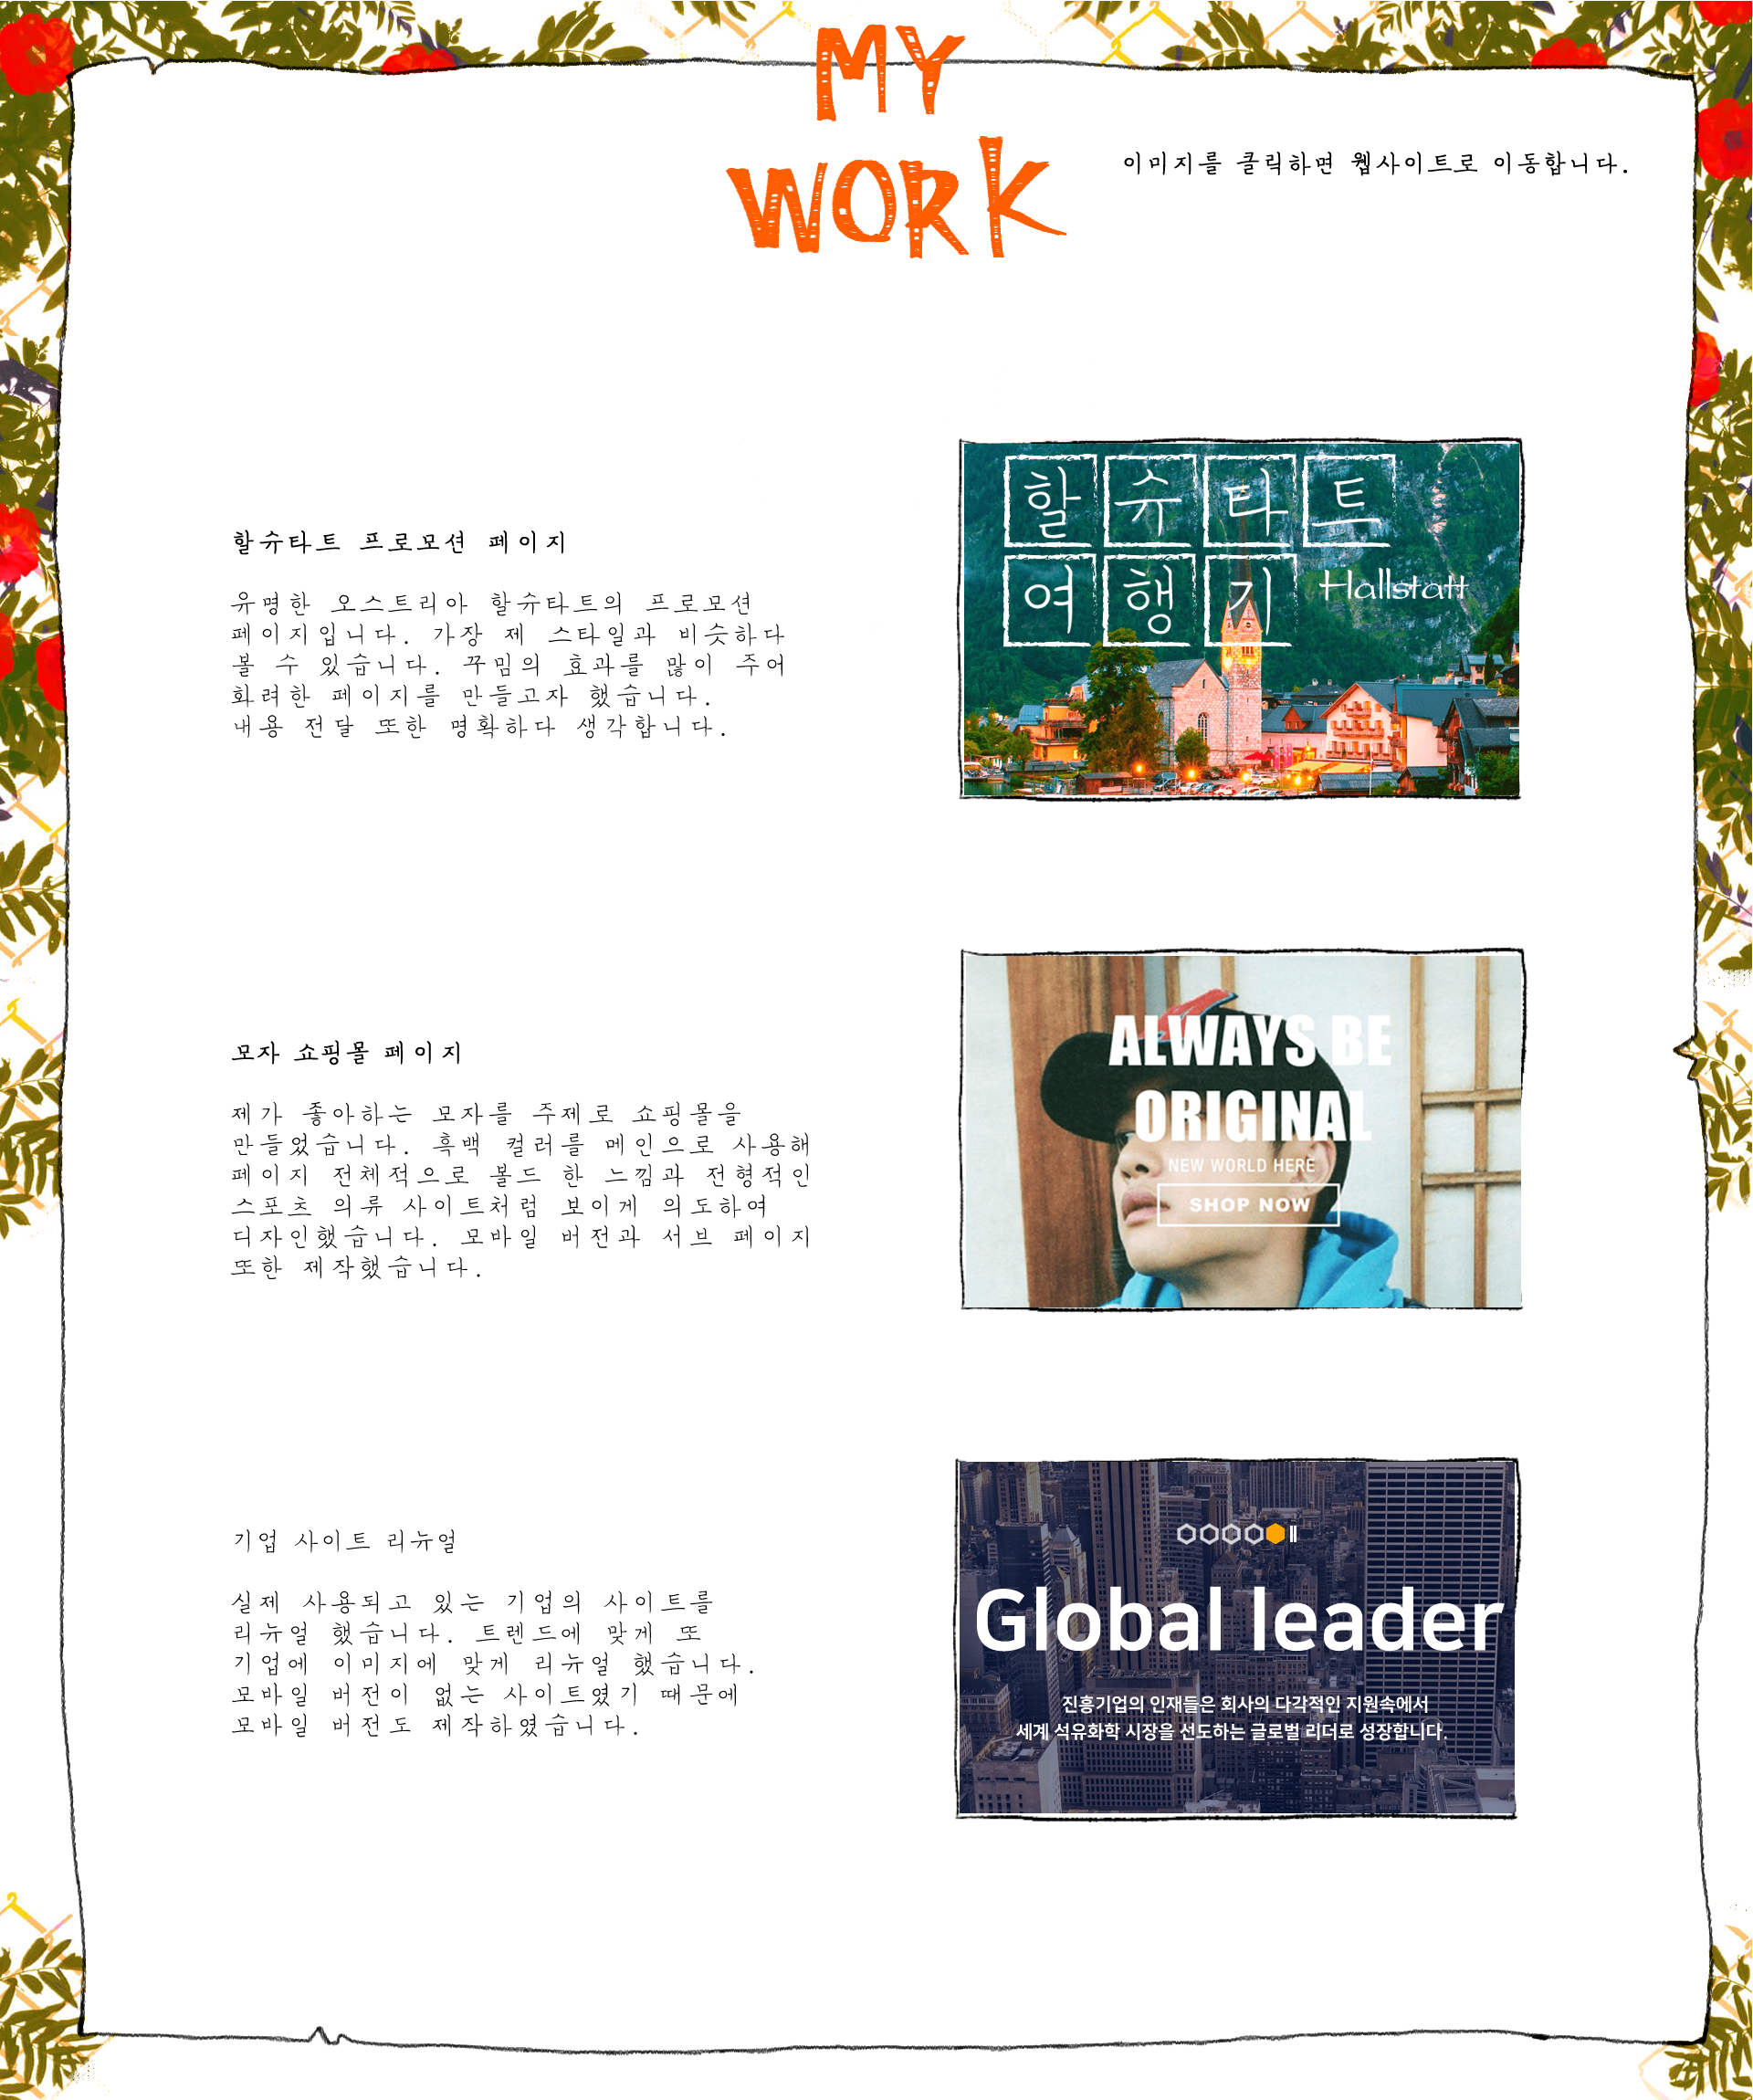 MY
WORK
이미지를 클릭하면 웹사이트로 이동합니다.
할슈타트 프로모션 페이지
유명한 오스트리아 할슈타트의 프로모션
페이지입니다. 가장 제 스타일과 비슷하다
볼 수 있습니다. 꾸밈의 효과를 많이 주어
화려한 페이지를 만들고자 했습니다.
내용 전달 또한 명확하다 생각합니다.
할슈타트
여행기 Hallstatt
모자 쇼핑몰 페이지
제가 좋아하는 모자를 주제로 쇼핑몰을
만들었습니다. 흑백 컬러를 메인으로 사용해
페이지 전체적으로 볼드 한 느낌과 전형적인
스포츠 의류 사이트처럼 보이게 의도하여
디자인했습니다. 모바일 버전과 서브 페이지
또한 제작했습니다.
ALWAYS BE
ORIGINAL
NEW WORLD HERE
SHOP NOW
기업 사이트 리뉴얼
실제 사용되고 있는 기업의 사이트를
리뉴얼 했습니다. 트렌드에 맞게 또
기업에 이미지에 맞게 리뉴얼 했습니다.
모바일 버전이 없는 사이트였기 때문에
모바일 버전도 제작하였습니다.
Global leader
진흥기업의 인재들은 회사의 다각적인 지원속에서
세계 석유화학 시장을 선도하는 글로벌 리더로 성장합니다.